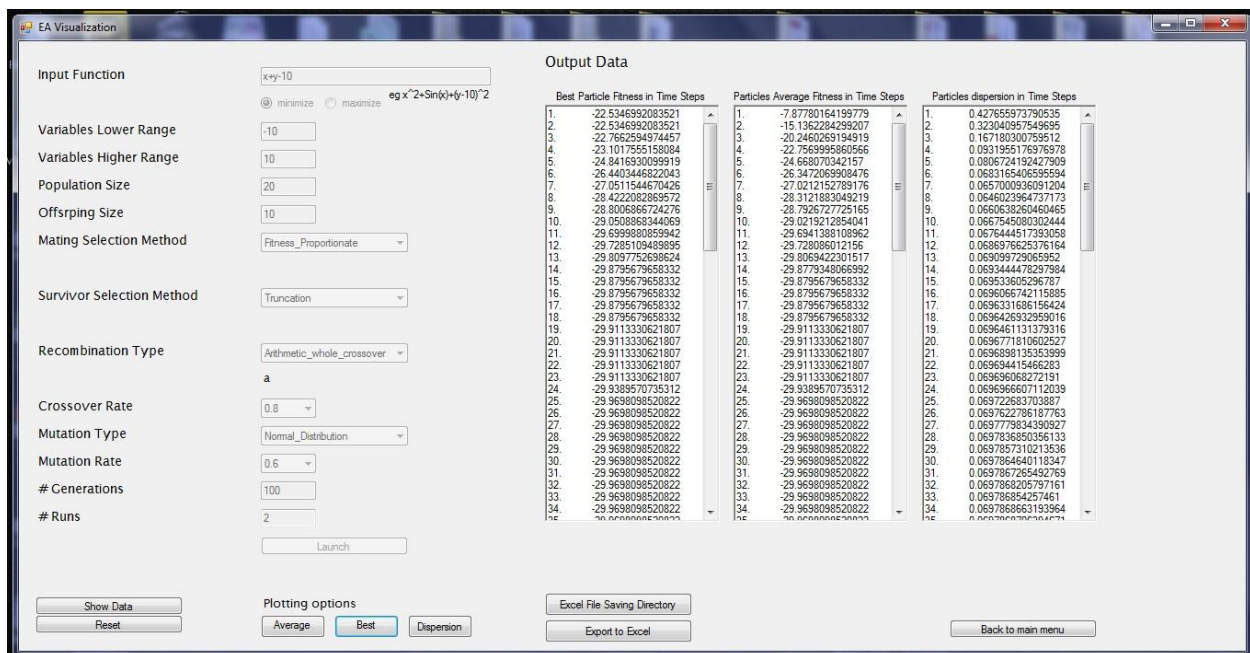 EA Visualization
Input Function
x+y-10
minimize
maximize
eg x^2+Sin(x)+(y-10)^2
Variables Lower Range
-10
Variables Higher Range
10
Population Size
20
Offsrping Size
10
Mating Selection Method
Fitness_Proportionate
Survivor Selection Method
Truncation
Recombination Type
Arithmetic_whole_crossover
a
Crossover Rate
0.8
Mutation Type
Normal_Distribution
Mutation Rate
0.6
# Generations
100
# Runs
2
Launch
Show Data
Reset
Plotting options
Average
Best
Dispersion
Output Data
Best Particle Fitness in Time Steps
1. -22.5346992083521
2. -22.5346992083521
3. -22.7662594974457
4. -23.1017555158084
5. -24.8416930099919
6. -26.4403446822043
7. -27.0511544670426
8. -28.4222082869572
9. -28.8006866724276
10. -29.0508868344069
11. -29.6999880859942
12. -29.7285109489895
13. -29.8097752698624
14. -29.8795679658332
15. -29.8795679658332
16. -29.8795679658332
17. -29.8795679658332
18. -29.8795679658332
19. -29.9113330621807
20. -29.9113330621807
21. -29.9113330621807
22. -29.9113330621807
23. -29.9113330621807
24. -29.9389570735312
25. -29.9698098520822
26. -29.9698098520822
27. -29.9698098520822
28. -29.9698098520822
29. -29.9698098520822
30. -29.9698098520822
31. -29.9698098520822
32. -29.9698098520822
33. -29.9698098520822
34. -29.9698098520822
Particles Average Fitness in Time Steps
1. -7.87780164199779
2. -15.1362284299207
3. -20.2460269194919
4. -22.7569995860566
5. -24.668070342157
6. -26.3472069908476
7. -27.0212152789176
8. -28.3121883049219
9. -28.7926727725165
10. -29.0219212854041
11. -29.6941388108962
12. -29.728086012156
13. -29.8069422301517
14. -29.8779348066992
15. -29.8795679658332
16. -29.8795679658332
17. -29.8795679658332
18. -29.8795679658332
19. -29.9113330621807
20. -29.9113330621807
21. -29.9113330621807
22. -29.9113330621807
23. -29.9113330621807
24. -29.9389570735312
25. -29.9698098520822
26. -29.9698098520822
27. -29.9698098520822
28. -29.9698098520822
29. -29.9698098520822
30. -29.9698098520822
31. -29.9698098520822
32. -29.9698098520822
33. -29.9698098520822
34. -29.9698098520822
Particles dispersion in Time Steps
1. 0.427655973790535
2. 0.323040957549695
3. 0.167180300759512
4. 0.0931955176976978
5. 0.0806724192427909
6. 0.0683165406595594
7. 0.0657000936091204
8. 0.0646023964737173
9. 0.0660638260460465
10. 0.0667545080302444
11. 0.0676444517393058
12. 0.0686976625376164
13. 0.069099729065952
14. 0.0693444478297984
15. 0.069533605296787
16. 0.0696066742115885
17. 0.0696331686156424
18. 0.0696426932959016
19. 0.0696461131379316
20. 0.0696771810602527
21. 0.0696898135353999
22. 0.069694415466283
23. 0.069696068272191
24. 0.0696966607112039
25. 0.069722683703887
26. 0.0697622786187763
27. 0.0697779834390927
28. 0.0697836850356133
29. 0.0697857310213536
30. 0.0697864640118347
31. 0.0697867265492769
32. 0.0697868205797161
33. 0.069786854257461
34. 0.0697868663193964
Excel File Saving Directory
Export to Excel
Back to main menu